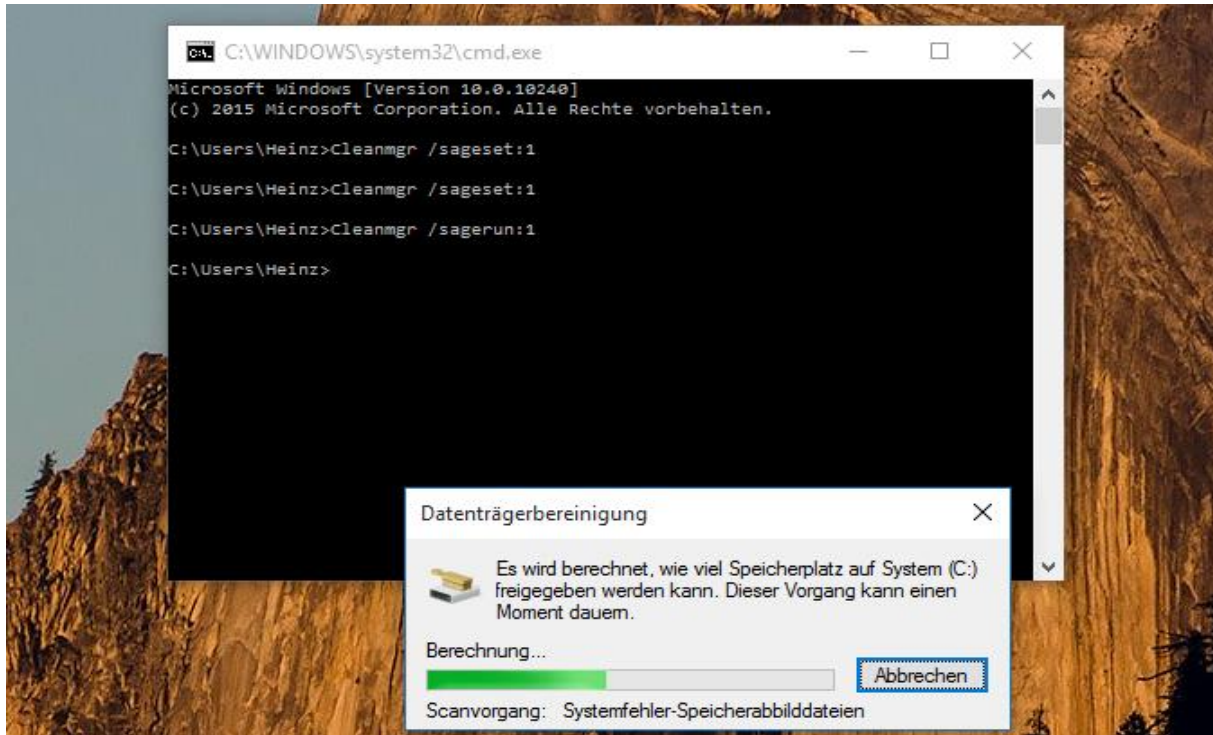 C:\WINDOWS\system32\cmd.exe
Microsoft Windows [Version 10.0.10240]
(c) 2015 Microsoft Corporation. Alle Rechte vorbehalten.
C:\Users\Heinz>Cleanmgr /sageset:1
C:\Users\Heinz>Cleanmgr /sageset:1
C:\Users\Heinz>Cleanmgr /sagerun:1
C:\Users\Heinz>
Datenträgerbereinigung
Es wird berechnet, wie viel Speicherplatz auf System (C:)
freigegeben werden kann. Dieser Vorgang kann einen
Moment dauern.
Berechnung...
Abbrechen
Scanvorgang: Systemfehler-Speicherabbilddateien